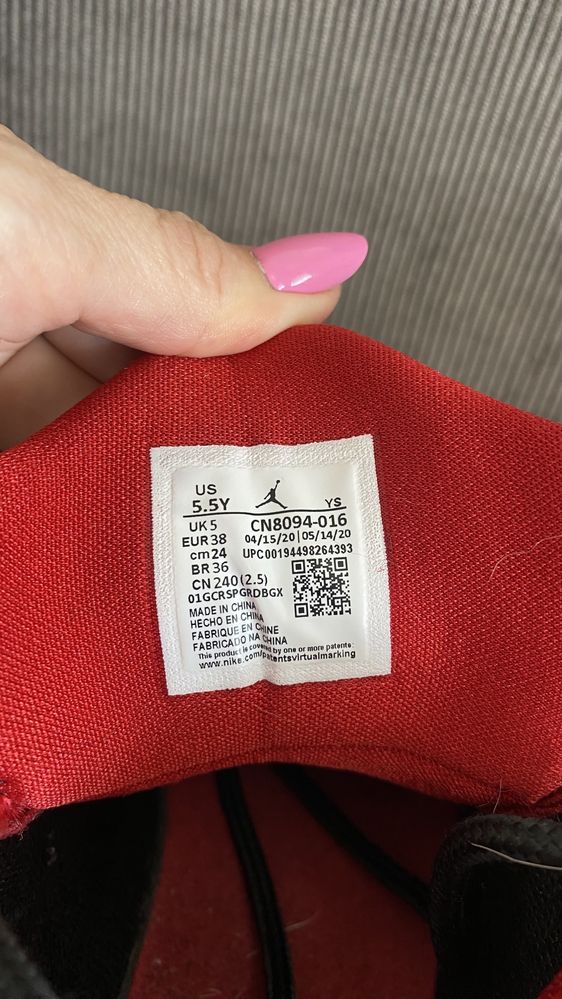 US
5.5Y YS
UK 5 CN8094-016
EUR 38 04/15/20 | 05/14/20
cm 24 UPC00194498264393
BR 36
CN 240 (2.5)
01GCRSPGRDBGX
MADE IN CHINA
HECHO EN CHINA
FABRIQUE EN CHINE
FABRICADO NA CHINA
This product is covered by one or more patents:
www.nike.com/patentsvirtualmarking